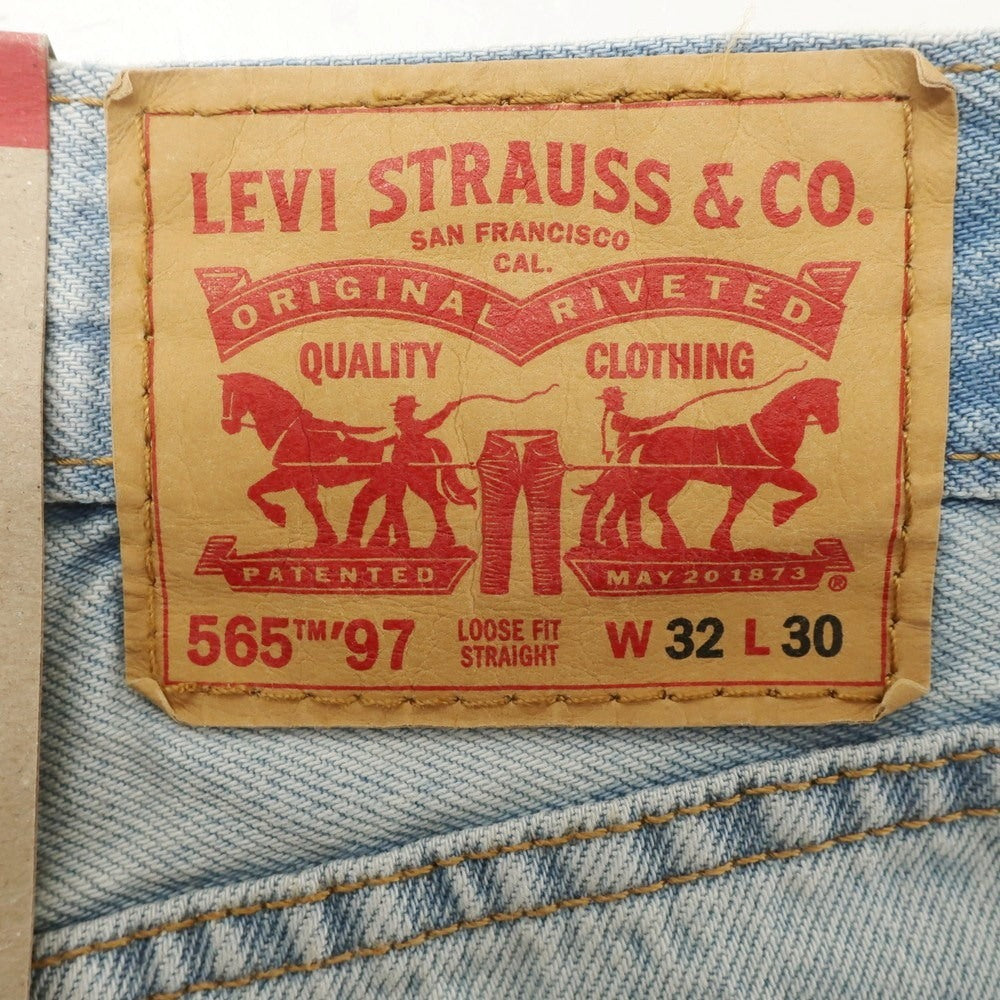 LEVI STRAUSS & CO.
SAN FRANCISCO
CAL.
ORIGINAL RIVETED
QUALITY CLOTHING
PATENTED MAY 20 1873 ®
565™'97
LOOSE FIT
STRAIGHT
W 32 L 30